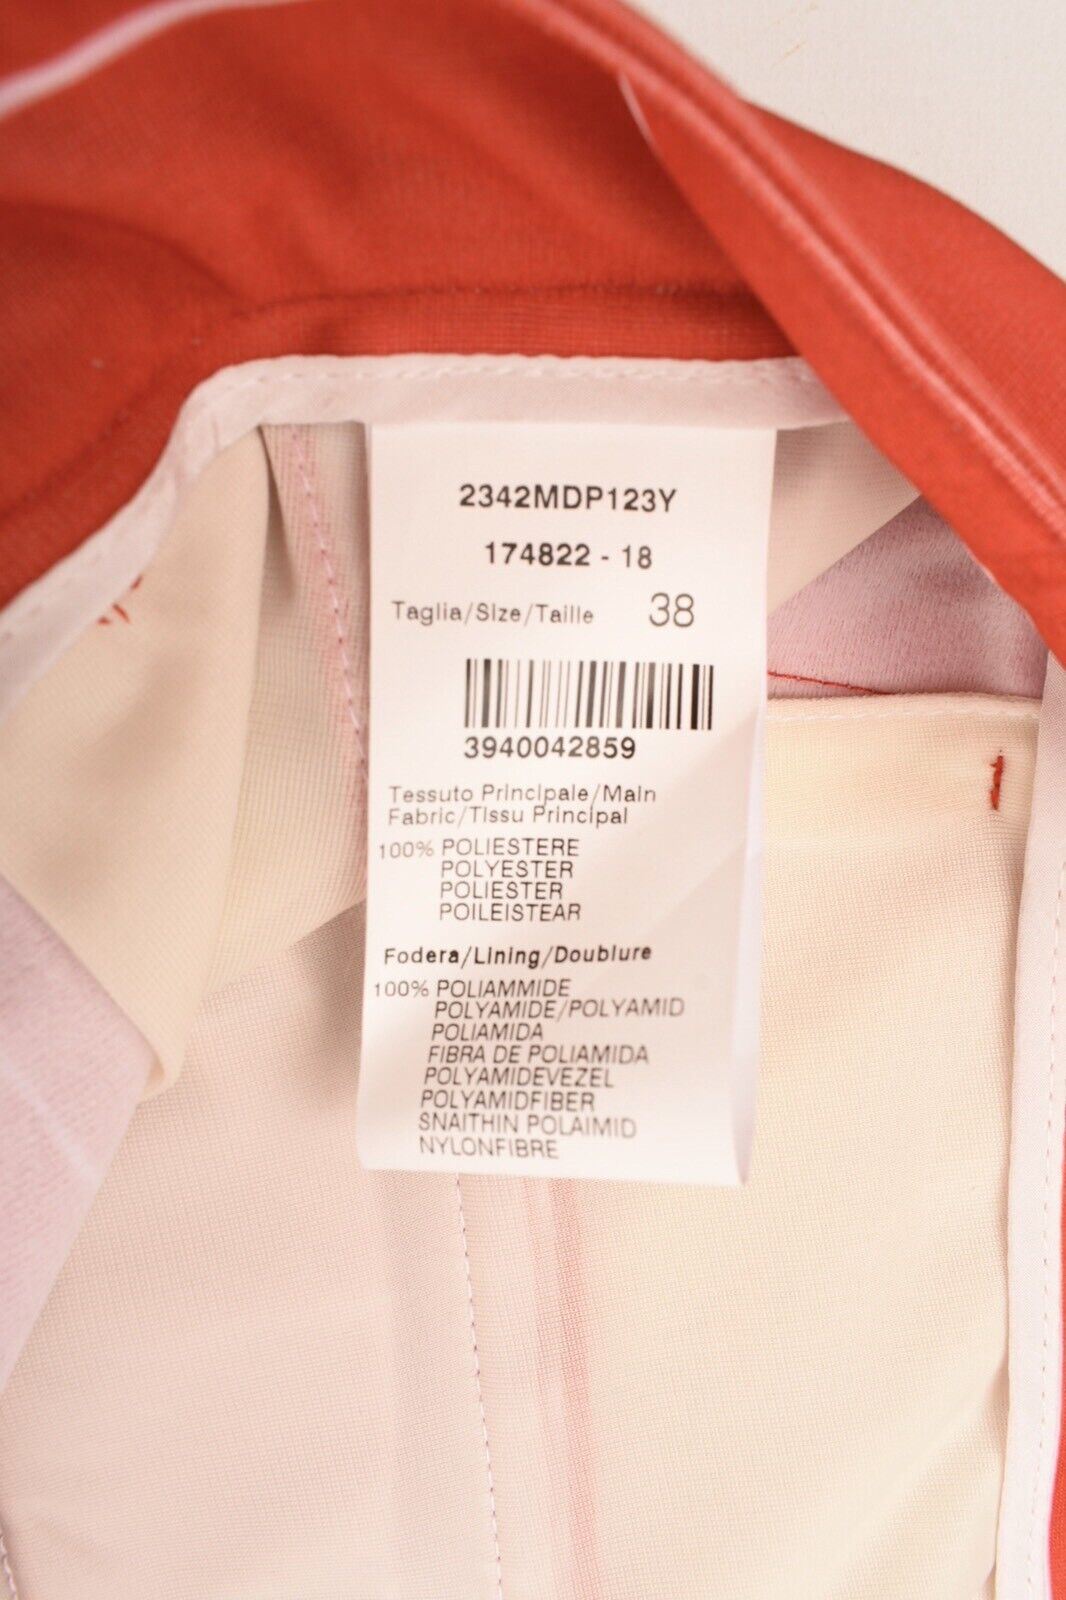 2342MDP123Y
174822 - 18
Taglia/Size/Taille 38
3940042859
Tessuto Principale/Main
Fabric/Tissu Principal
100% POLIESTERE
POLYESTER
POLIESTER
POILEISTEAR
Fodera/Lining/Doublure
100% POLIAMMIDE
POLYAMIDE/POLYAMID
POLIAMIDA
FIBRA DE POLIAMIDA
POLYAMIDEVEZEL
POLYAMIDFIBER
SNAITHIN POLAIMID
NYLONFIBRE